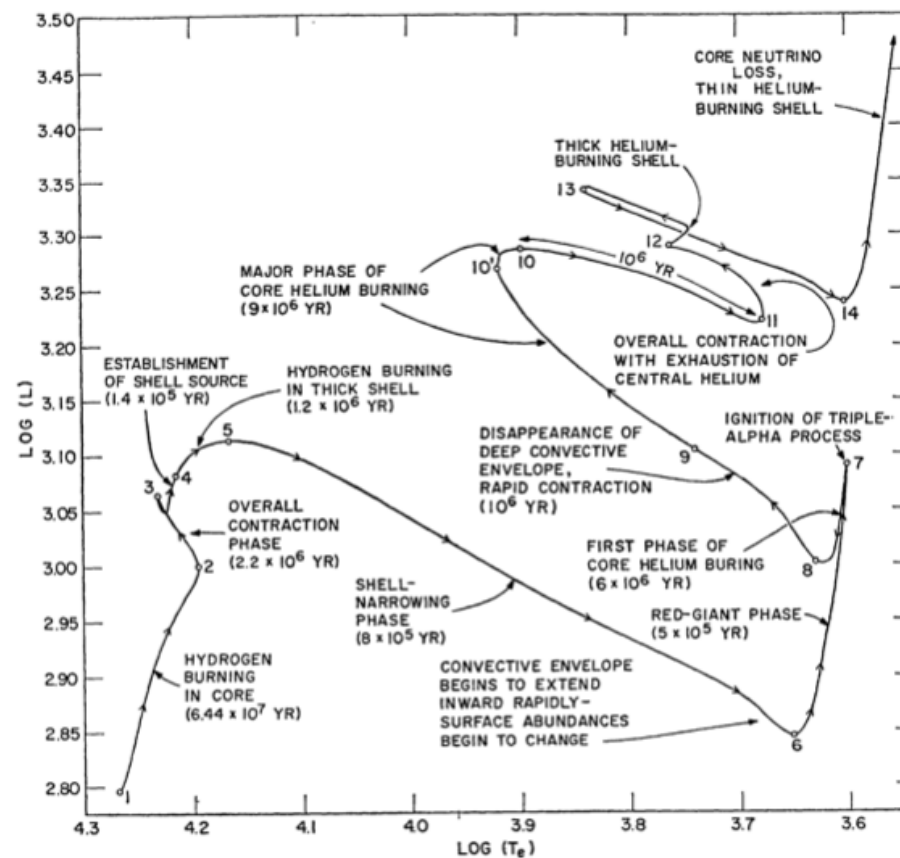 3.50
3.45
3.40
3.35
3.30
3.25
3.20
3.15
3.10
3.05
3.00
2.95
2.90
2.85
2.80
LOG (L)
4.3
4.2
4.1
4.0
3.9
3.8
3.7
3.6
LOG (Te)
CORE NEUTRINO
LOSS,
THIN HELIUM-
BURNING SHELL
THICK HELIUM-
BURNING SHELL
13
12
10
10'
10⁶ YR
11
14
MAJOR PHASE OF
CORE HELIUM BURNING
(9 x 10⁶ YR)
OVERALL CONTRACTION
WITH EXHAUSTION OF
CENTRAL HELIUM
ESTABLISHMENT
OF SHELL SOURCE
(1.4 x 10⁵ YR)
HYDROGEN BURNING
IN THICK SHELL
(1.2 x 10⁶ YR)
IGNITION OF TRIPLE-
ALPHA PROCESS
7
5
4
3
DISAPPEARANCE OF
DEEP CONVECTIVE
ENVELOPE,
RAPID CONTRACTION
(10⁶ YR)
9
OVERALL
CONTRACTION
PHASE
(2.2 x 10⁶ YR)
2
FIRST PHASE OF
CORE HELIUM BURING
(6 x 10⁶ YR)
8
SHELL-
NARROWING
PHASE
(8 x 10⁵ YR)
RED-GIANT PHASE
(5 x 10⁵ YR)
HYDROGEN
BURNING
IN CORE
(6.44 x 10⁷ YR)
CONVECTIVE ENVELOPE
BEGINS TO EXTEND
INWARD RAPIDLY-
SURFACE ABUNDANCES
BEGIN TO CHANGE
6
1